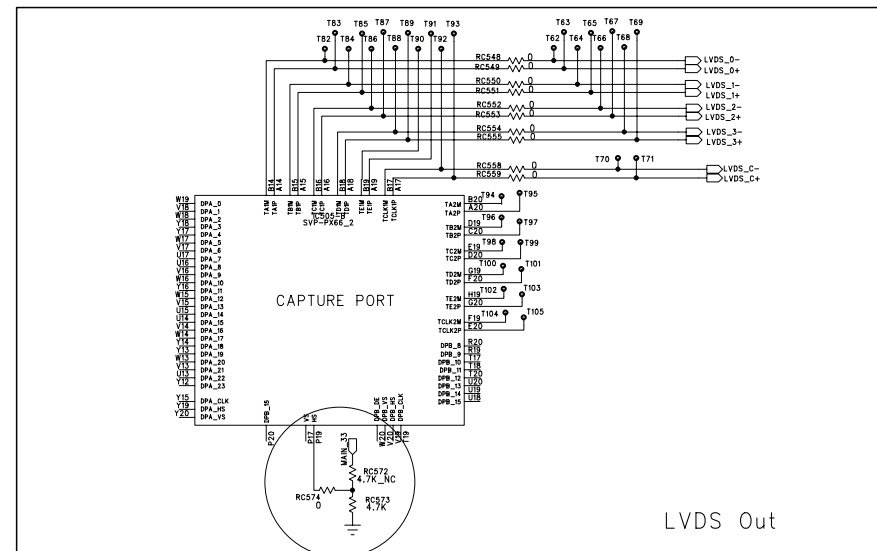 T83 T85 T87 T89 T91 T93 T63 T65 T67 T69
T82 T84 T86 T88 T90 T92 T62 T64 T66 T68
RC548 0 LVDS_0-
RC549 0 LVDS_0+
RC550 0 LVDS_1-
RC551 0 LVDS_1+
RC552 0 LVDS_2-
RC553 0 LVDS_2+
RC554 0 LVDS_3-
RC555 0 LVDS_3+
T70 T71
RC558 0 LVDS_C-
RC559 0 LVDS_C+
B14 A14 B15 A15 B16 A16 B18 A18 B19 A19 B17 A17
TA1M TA1P TB1M TB1P TC1M TC1P TD1M TD1P TE1M TE1P TCLK1M TCLK1P
IC505-B
SVP-PX66_2
W19 DPA_0
V18 DPA_1
W18 DPA_2
Y18 DPA_3
Y17 DPA_4
W17 DPA_5
V17 DPA_6
U17 DPA_7
U16 DPA_8
V16 DPA_9
W16 DPA_10
Y16 DPA_11
W15 DPA_12
V15 DPA_13
U15 DPA_14
U14 DPA_15
V14 DPA_16
W14 DPA_17
Y14 DPA_18
Y13 DPA_19
W13 DPA_20
V13 DPA_21
U13 DPA_22
Y12 DPA_23
Y15 DPA_CLK
Y19 DPA_HS
Y20 DPA_VS
CAPTURE PORT
TA2M B20 T94 T95
TA2P A20
TB2M D19 T96 T97
TB2P C20
TC2M E19 T98 T99
TC2P D20
TD2M G19 T100 T101
TD2P F20
TE2M H19 T102 T103
TE2P G20
TCLK2M F19 T104 T105
TCLK2P E20
DPB_8 R20
DPB_9 R19
DPB_10 T17
DPB_11 T18
DPB_12 T20
DPB_13 U20
DPB_14 U19
DPB_15 U18
DPB_15 VS HS DPB_DE DPB_VS DPB_HS DPB_CLK
P20 P17 P19 W20 V20 V19 T19
MAIN_33
RC572
4.7K_NC
RC574
0
RC573
4.7K
LVDS Out